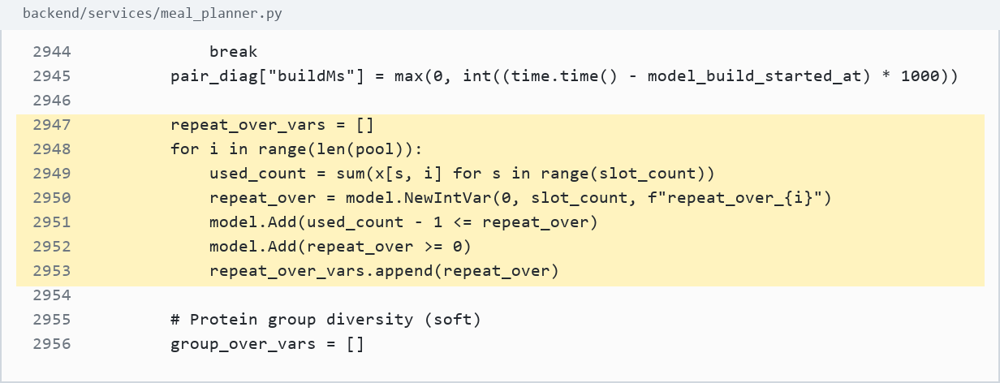 backend/services/meal_planner.py
2944             break
2945         pair_diag["buildMs"] = max(0, int((time.time() - model_build_started_at) * 1000))
2946
2947         repeat_over_vars = []
2948         for i in range(len(pool)):
2949             used_count = sum(x[s, i] for s in range(slot_count))
2950             repeat_over = model.NewIntVar(0, slot_count, f"repeat_over_{i}")
2951             model.Add(used_count - 1 <= repeat_over)
2952             model.Add(repeat_over >= 0)
2953             repeat_over_vars.append(repeat_over)
2954
2955         # Protein group diversity (soft)
2956         group_over_vars = []